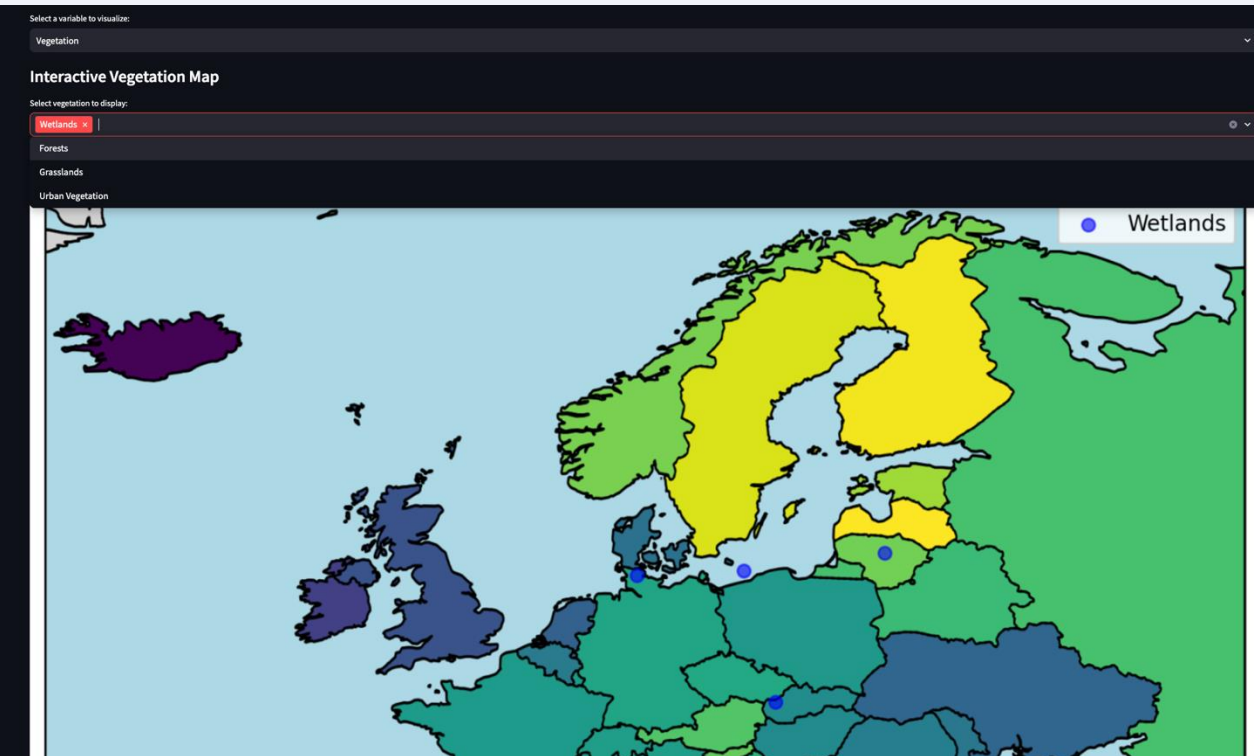 Select a variable to visualize:
Vegetation
Interactive Vegetation Map
Select vegetation to display:
Wetlands ×
Forests
Grasslands
Urban Vegetation
Wetlands